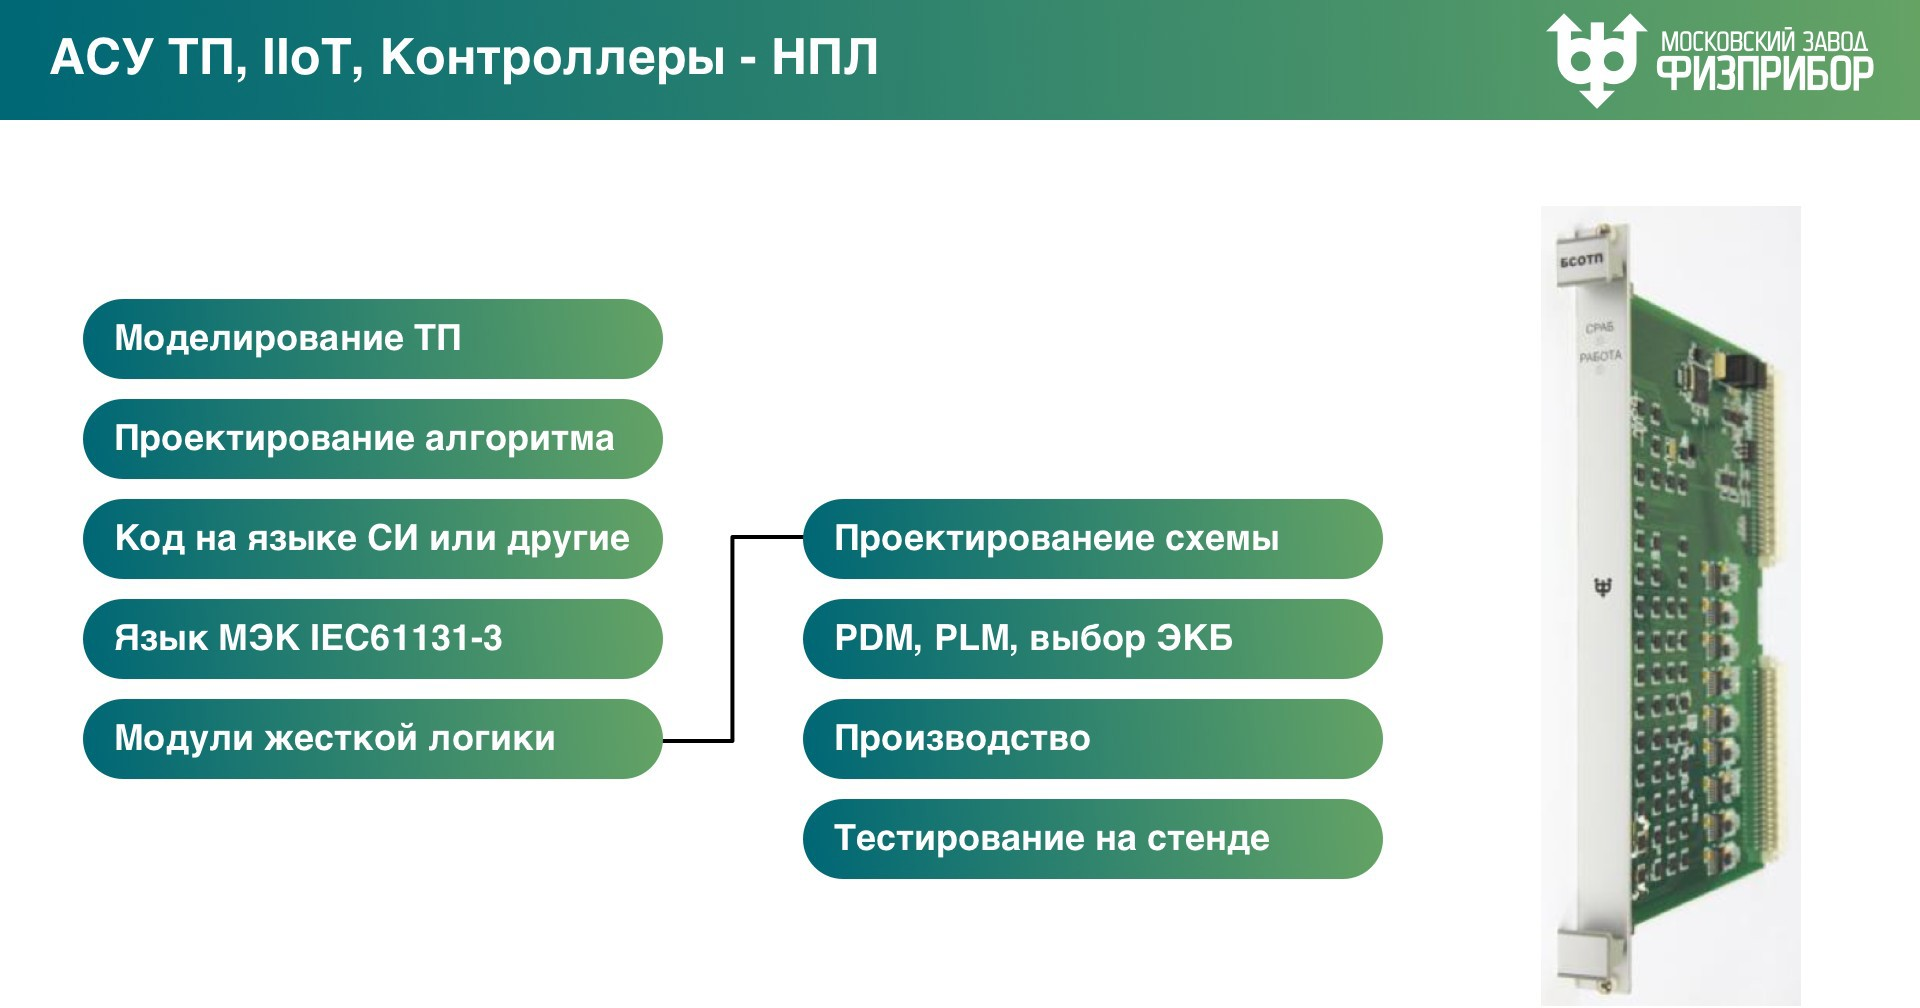 АСУ ТП, IIoT, Контроллеры - НПЛ
МОСКОВСКИЙ ЗАВОД
ФИЗПРИБОР
Моделирование ТП
Проектирование алгоритма
Код на языке СИ или другие
Язык МЭК IEC61131-3
Модули жесткой логики
Проектированеие схемы
PDM, PLM, выбор ЭКБ
Производство
Тестирование на стенде
БСОТП
СРАБ
РАБОТА